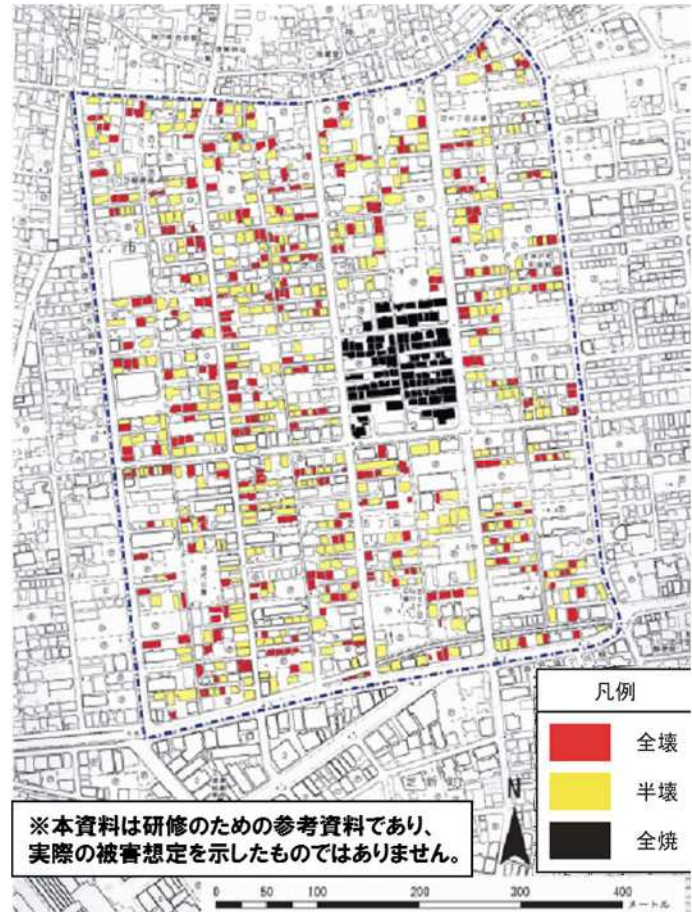 凡例
全壊
半壊
全焼
N
※本資料は研修のための参考資料であり、
実際の被害想定を示したものではありません。
0 50 100 200 300 400
メートル